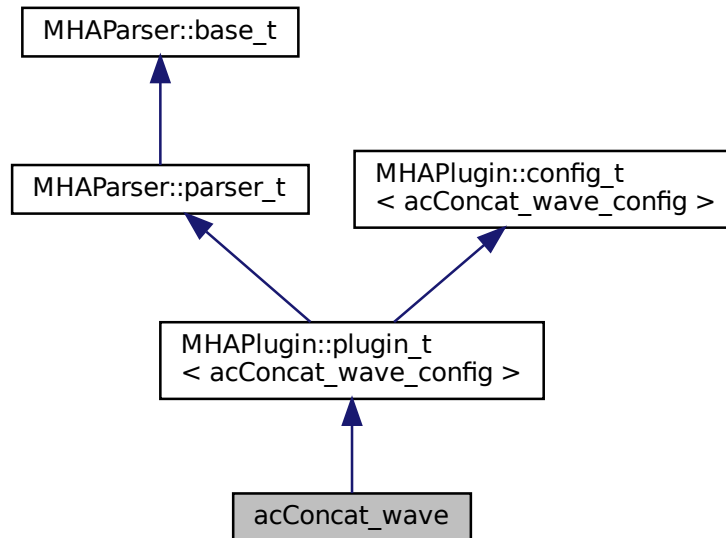 MHAParser::base_t
MHAParser::parser_t
MHAPlugin::config_t
< acConcat_wave_config >
MHAPlugin::plugin_t
< acConcat_wave_config >
acConcat_wave